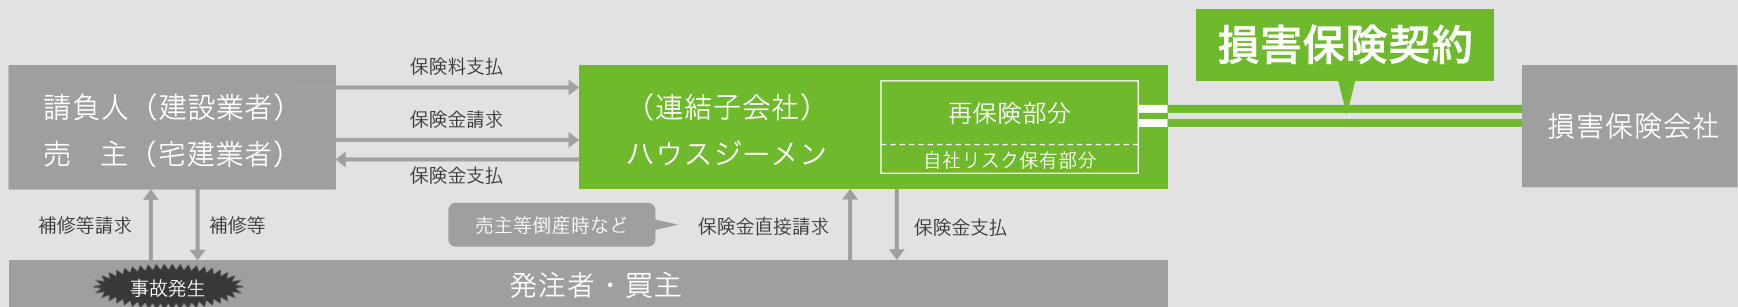 損害保険契約
保険料支払
請負人（建設業者）
売　主（宅建業者）
保険金請求
保険金支払
（連結子会社）
ハウスジーメン
再保険部分
自社リスク保有部分
損害保険会社
補修等請求
補修等
売主等倒産時など
保険金直接請求
保険金支払
事故発生
発注者・買主